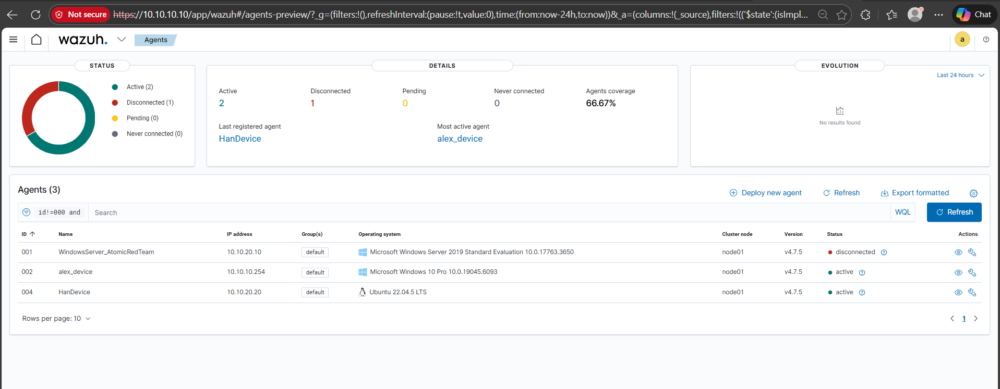 Not secure https://10.10.10.10/app/wazuh#/agents-preview/?_g=(filters:!(),refreshInterval:(pause:!t,value:0),time:(from:now-24h,to:now))&_a=(columns:!(_source),filters:!(('$state':(isImpl... Chat
wazuh. Agents a
STATUS
Active (2)
Disconnected (1)
Pending (0)
Never connected (0)
DETAILS
Active Disconnected Pending Never connected Agents coverage
2 1 0 0 66.67%
Last registered agent Most active agent
HanDevice alex_device
EVOLUTION
Last 24 hours
No results found
Agents (3) Deploy new agent Refresh Export formatted
id!=000 and Search WQL Refresh
ID Name IP address Group(s) Operating system Cluster node Version Status Actions
001 WindowsServer_AtomicRedTeam 10.10.20.10 default Microsoft Windows Server 2019 Standard Evaluation 10.0.17763.3650 node01 v4.7.5 disconnected
002 alex_device 10.10.10.254 default Microsoft Windows 10 Pro 10.0.19045.6093 node01 v4.7.5 active
004 HanDevice 10.10.20.20 default Ubuntu 22.04.5 LTS node01 v4.7.5 active
Rows per page: 10 1